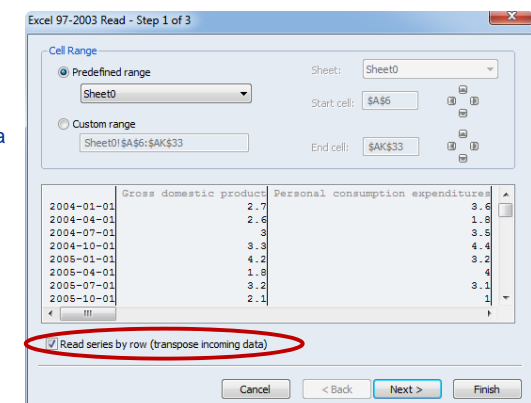 Excel 97-2003 Read - Step 1 of 3
x
Cell Range
Predefined range
Sheet0
Custom range
Sheet0!$A$6:$AK$33
Sheet: Sheet0
Start cell: $A$6
End cell: $AK$33
a
Gross domestic product Personal consumption expenditures
2004-01-01 2.7 3.6
2004-04-01 2.6 1.8
2004-07-01 3 3.5
2004-10-01 3.3 4.4
2005-01-01 4.2 3.2
2005-04-01 1.8 4
2005-07-01 3.2 3.1
2005-10-01 2.1 1
Read series by row (transpose incoming data)
Cancel < Back Next > Finish